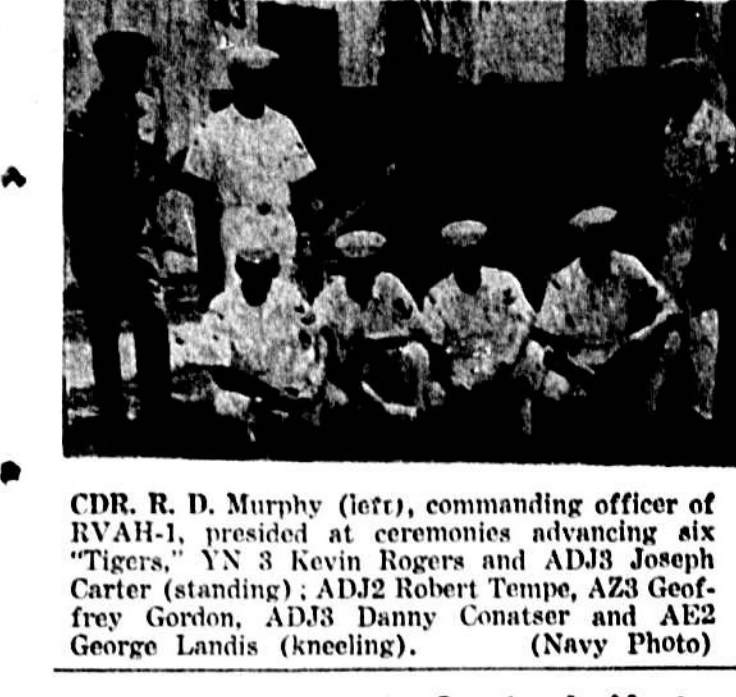 CDR. R. D. Murphy (left), commanding officer of
RVAH-1, presided at ceremonies advancing six
"Tigers," YN 3 Kevin Rogers and ADJ3 Joseph
Carter (standing) ; ADJ2 Robert Tempe, AZ3 Geof-
frey Gordon, ADJ3 Danny Conatser and AE2
George Landis (kneeling). (Navy Photo)